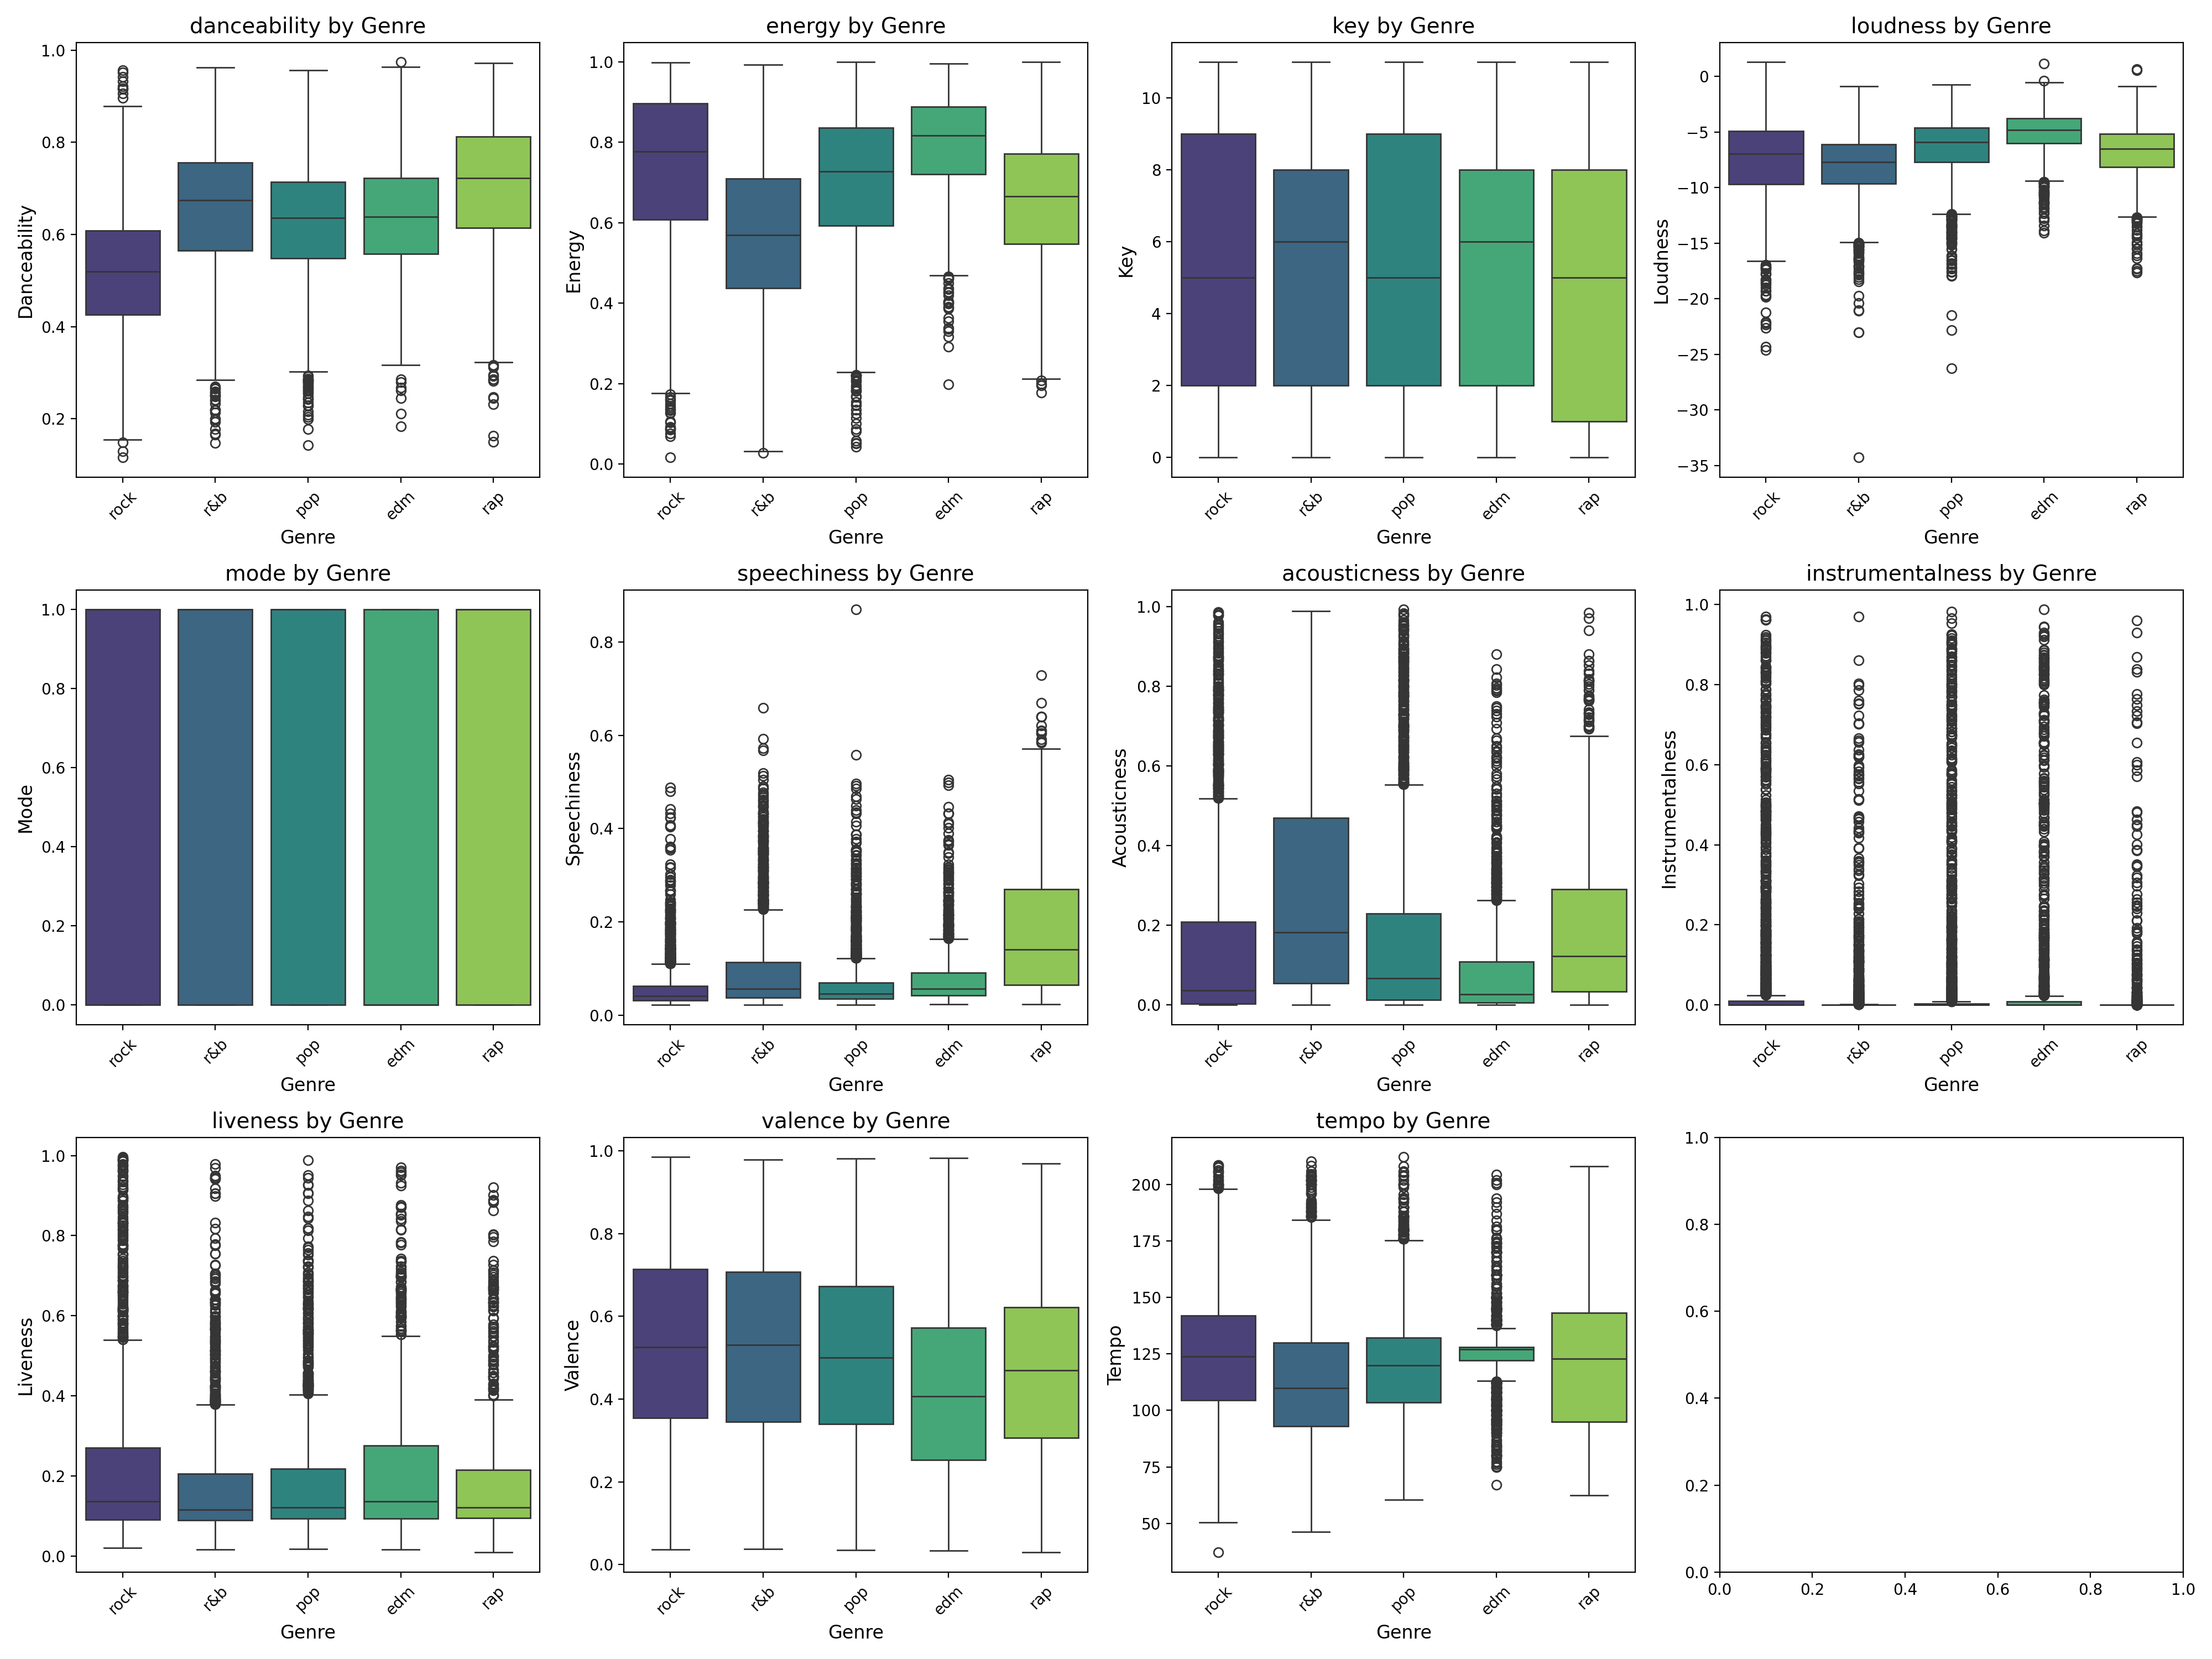 danceability by Genre
1.0
0.8
0.6
0.4
0.2
Danceability
rock
r&b
pop
edm
rap
Genre
energy by Genre
1.0
0.8
0.6
0.4
0.2
0.0
Energy
rock
r&b
pop
edm
rap
Genre
key by Genre
10
8
6
4
2
0
Key
rock
r&b
pop
edm
rap
Genre
loudness by Genre
0
−5
−10
−15
−20
−25
−30
−35
Loudness
rock
r&b
pop
edm
rap
Genre
mode by Genre
1.0
0.8
0.6
0.4
0.2
0.0
Mode
rock
r&b
pop
edm
rap
Genre
speechiness by Genre
0.8
0.6
0.4
0.2
0.0
Speechiness
rock
r&b
pop
edm
rap
Genre
acousticness by Genre
1.0
0.8
0.6
0.4
0.2
0.0
Acousticness
rock
r&b
pop
edm
rap
Genre
instrumentalness by Genre
1.0
0.8
0.6
0.4
0.2
0.0
Instrumentalness
rock
r&b
pop
edm
rap
Genre
liveness by Genre
1.0
0.8
0.6
0.4
0.2
0.0
Liveness
rock
r&b
pop
edm
rap
Genre
valence by Genre
1.0
0.8
0.6
0.4
0.2
0.0
Valence
rock
r&b
pop
edm
rap
Genre
tempo by Genre
200
175
150
125
100
75
50
Tempo
rock
r&b
pop
edm
rap
Genre
1.0
0.8
0.6
0.4
0.2
0.0
0.0 0.2 0.4 0.6 0.8 1.0